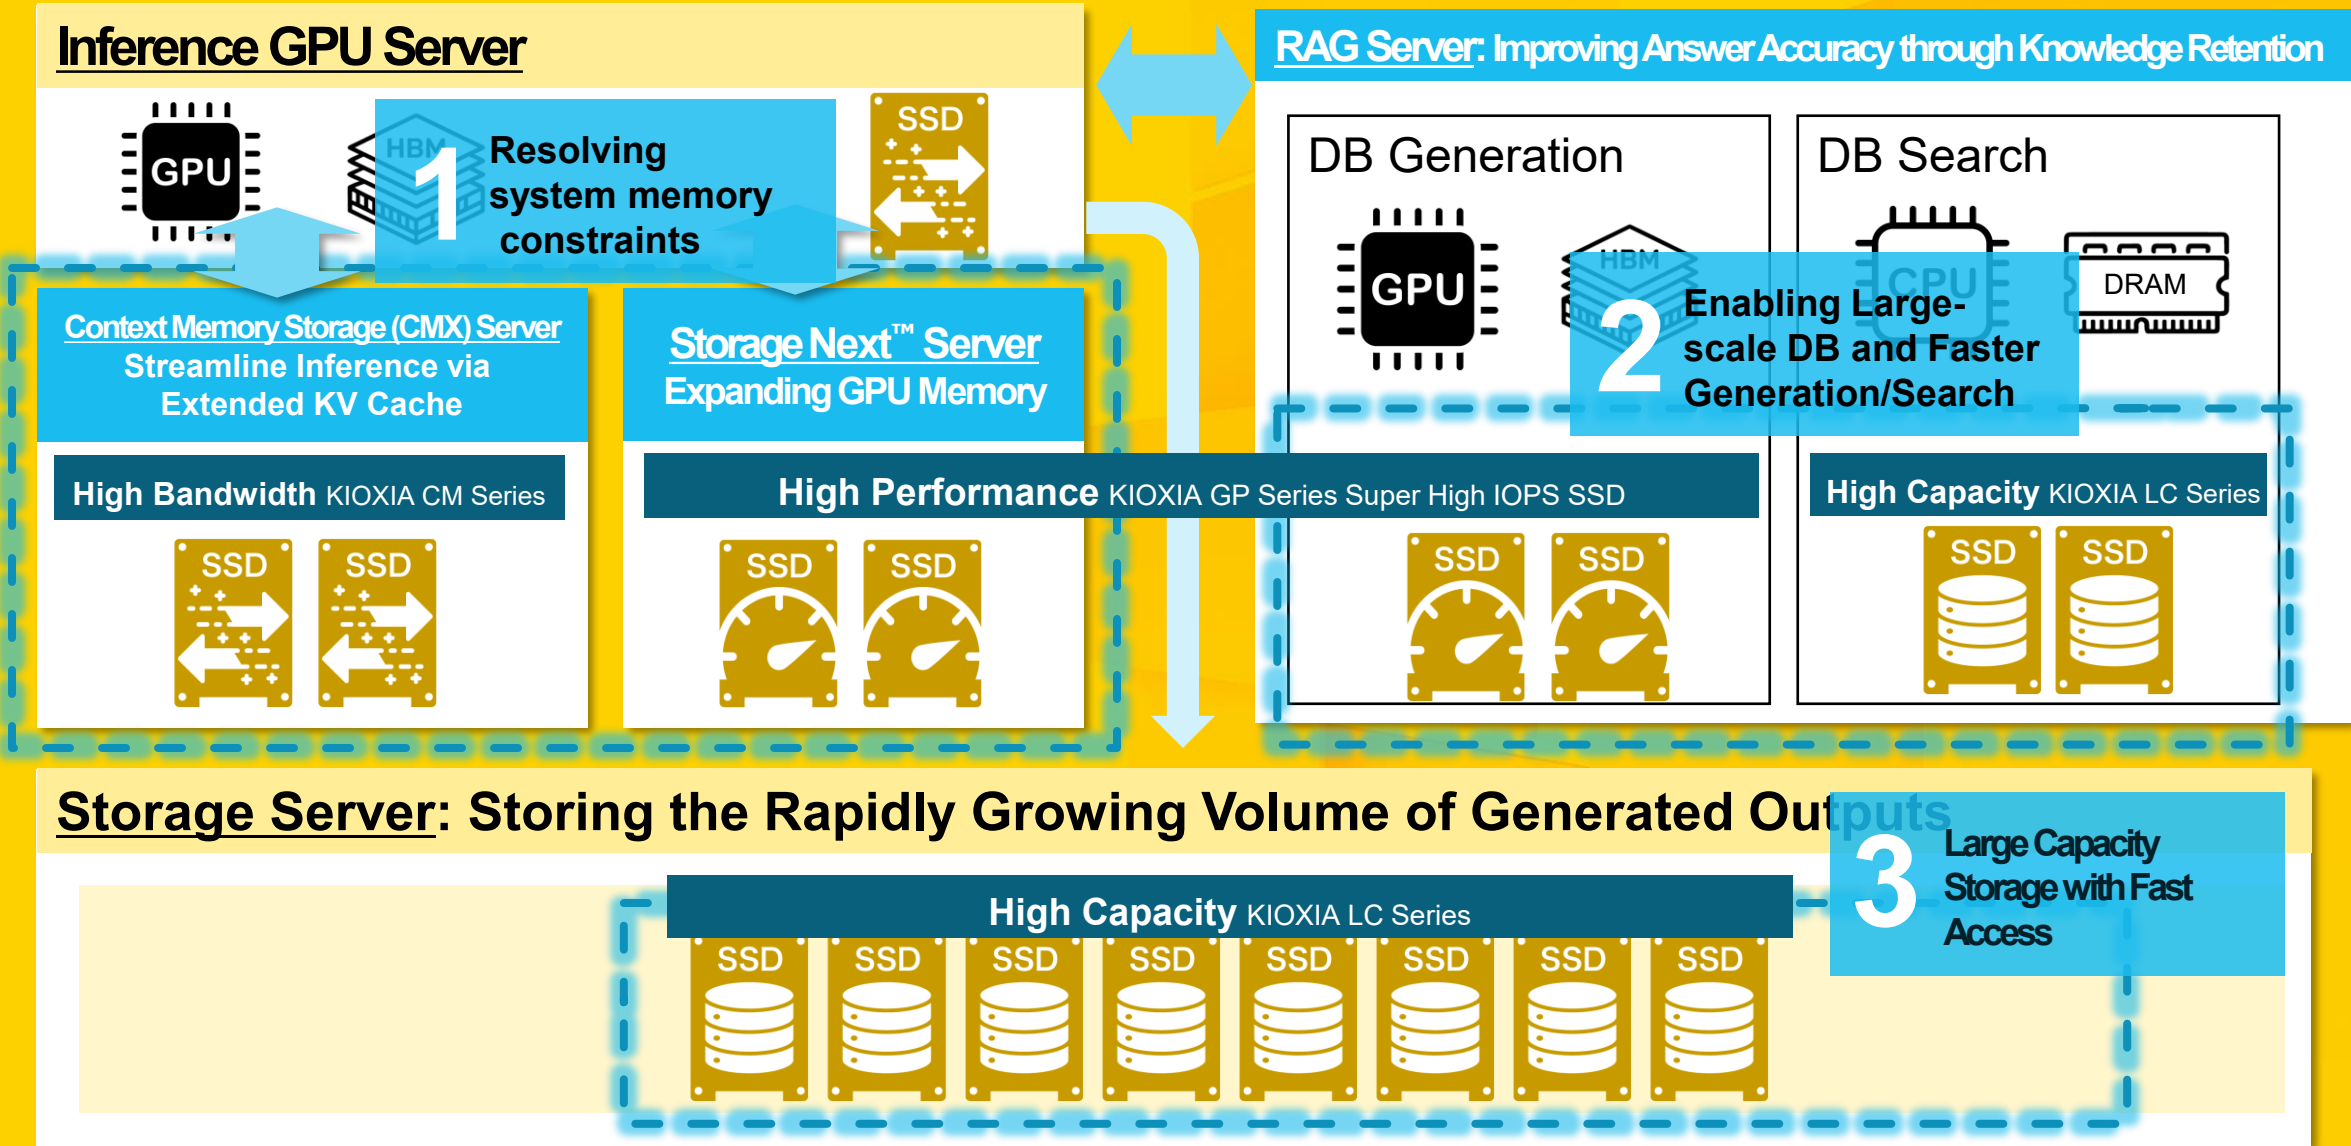 Inference GPU Server
GPU
HBM
1
Resolving
system memory
constraints
SSD
Context Memory Storage (CMX) Server
Streamline Inference via
Extended KV Cache
Storage Next™ Server
Expanding GPU Memory
High Bandwidth KIOXIA CM Series
SSD
SSD
High Performance KIOXIA GP Series Super High IOPS SSD
SSD
SSD
RAG Server: Improving Answer Accuracy through Knowledge Retention
DB Generation
GPU
HBM
DB Search
CPU
DRAM
2
Enabling Large-
scale DB and Faster
Generation/Search
SSD
SSD
High Capacity KIOXIA LC Series
SSD
SSD
Storage Server: Storing the Rapidly Growing Volume of Generated Outputs
3
Large Capacity
Storage with Fast
Access
High Capacity KIOXIA LC Series
SSD
SSD
SSD
SSD
SSD
SSD
SSD
SSD